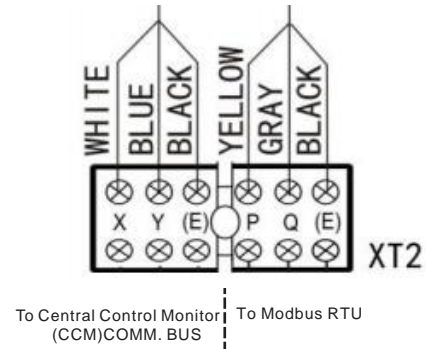 WHITE
BLUE
BLACK
YELLOW
GRAY
BLACK
X Y (E) P Q (E)
XT2
To Central Control Monitor
(CCM)COMM. BUS
To Modbus RTU